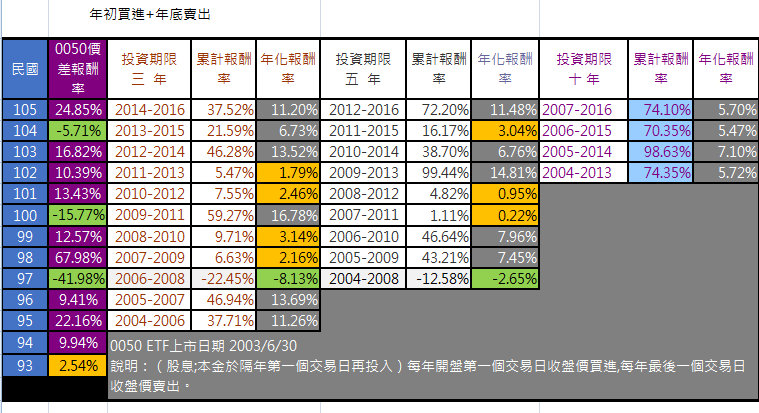 年初買進+年底賣出
民國 0050價差報酬率 投資期限三 年 累計報酬率 年化報酬率 投資期限五 年 累計報酬率 年化報酬率 投資期限十 年 累計報酬率 年化報酬率
105 24.85% 2014-2016 37.52% 11.20% 2012-2016 72.20% 11.48% 2007-2016 74.10% 5.70%
104 -5.71% 2013-2015 21.59% 6.73% 2011-2015 16.17% 3.04% 2006-2015 70.35% 5.47%
103 16.82% 2012-2014 46.28% 13.52% 2010-2014 38.70% 6.76% 2005-2014 98.63% 7.10%
102 10.39% 2011-2013 5.47% 1.79% 2009-2013 99.44% 14.81% 2004-2013 74.35% 5.72%
101 13.43% 2010-2012 7.55% 2.46% 2008-2012 4.82% 0.95%
100 -15.77% 2009-2011 59.27% 16.78% 2007-2011 1.11% 0.22%
99 12.57% 2008-2010 9.71% 3.14% 2006-2010 46.64% 7.96%
98 67.98% 2007-2009 6.63% 2.16% 2005-2009 43.21% 7.45%
97 -41.98% 2006-2008 -22.45% -8.13% 2004-2008 -12.58% -2.65%
96 9.41% 2005-2007 46.94% 13.69%
95 22.16% 2004-2006 37.71% 11.26%
94 9.94% 0050 ETF上市日期 2003/6/30
93 2.54% 說明：（股息;本金於隔年第一個交易日再投入）每年開盤第一個交易日收盤價買進,每年最後一個交易日
收盤價賣出。